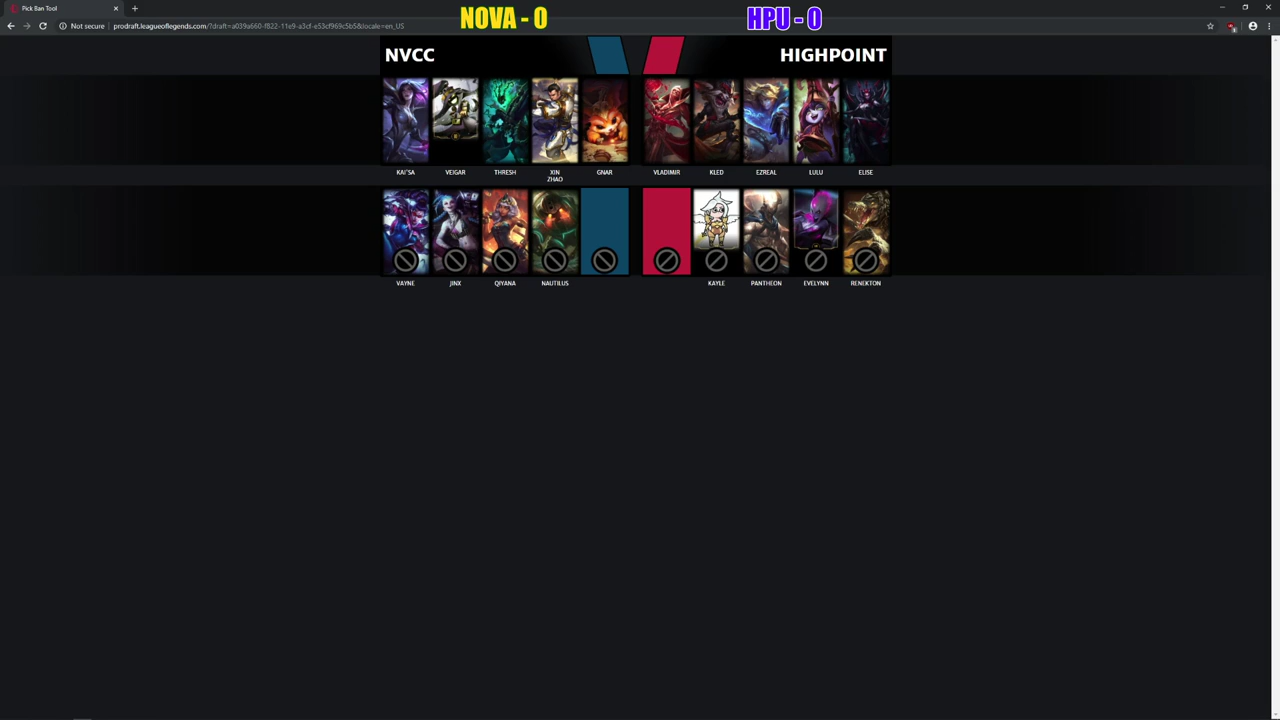 Pick Ban Tool
NOVA - 0
HPU - 0
Not secure
prodraft.leagueoflegends.com/?draft=a039a660-f822-11e9-a3cf-e53cf969c5b5&locale=en_US
NVCC
HIGHPOINT
KAI'SA
VEIGAR
THRESH
XIN
ZHAO
GNAR
VLADIMIR
KLED
EZREAL
LULU
ELISE
VAYNE
JINX
QIYANA
NAUTILUS
KAYLE
PANTHEON
EVELYNN
RENEKTON